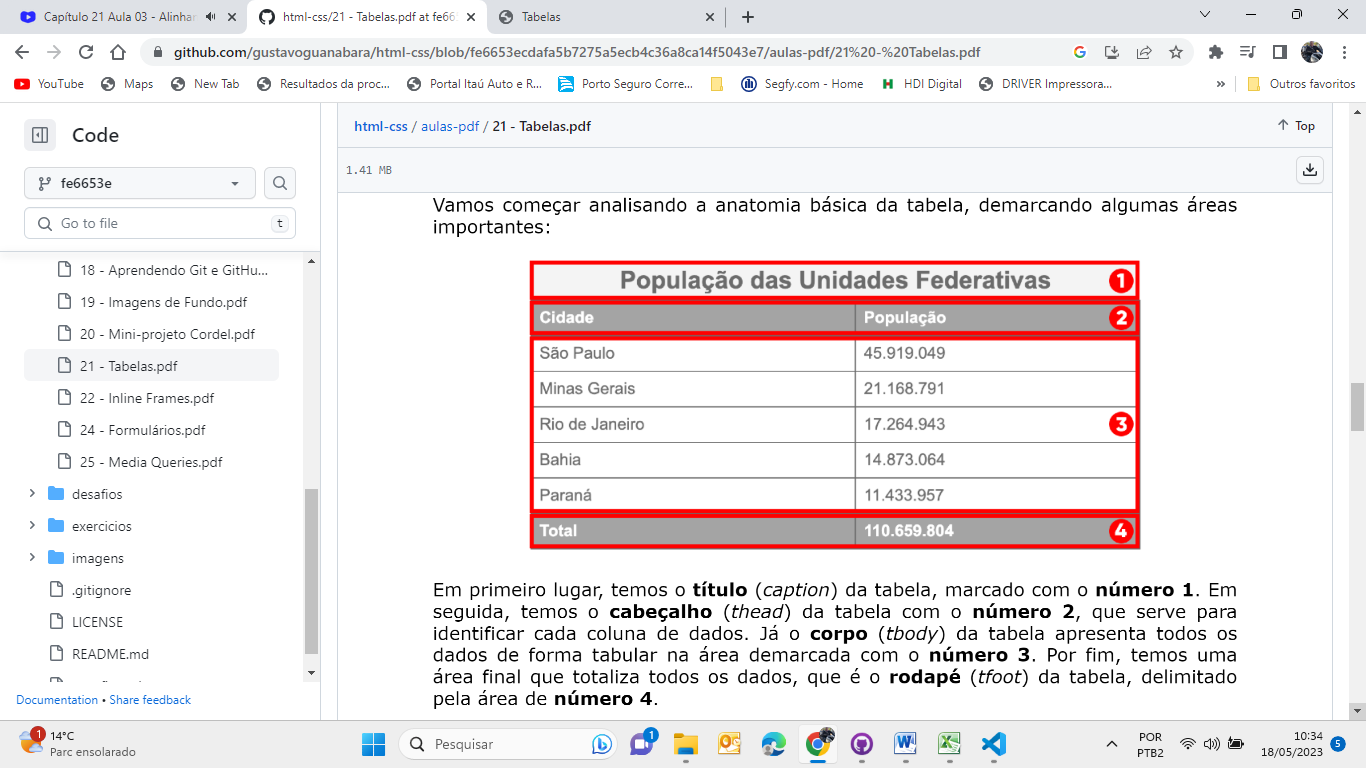 Capítulo 21 Aula 03 - Alinhar
html-css/21 - Tabelas.pdf at fe665
Tabelas
github.com/gustavoguanabara/html-css/blob/fe6653ecdafa5b7275a5ecb4c36a8ca14f5043e7/aulas-pdf/21%20-%20Tabelas.pdf
YouTube
Maps
New Tab
Resultados da proc...
Portal Itaú Auto e R...
Porto Seguro Corre...
Segfy.com - Home
HDI Digital
DRIVER Impressora...
»
Outros favoritos
Code
fe6653e
Go to file
t
18 - Aprendendo Git e GitHu...
19 - Imagens de Fundo.pdf
20 - Mini-projeto Cordel.pdf
21 - Tabelas.pdf
22 - Inline Frames.pdf
24 - Formulários.pdf
25 - Media Queries.pdf
desafios
exercicios
imagens
.gitignore
LICENSE
README.md
Documentation • Share feedback
html-css / aulas-pdf / 21 - Tabelas.pdf
Top
1.41 MB
Vamos começar analisando a anatomia básica da tabela, demarcando algumas áreas
importantes:
População das Unidades Federativas 1
Cidade População 2
São Paulo 45.919.049
Minas Gerais 21.168.791
Rio de Janeiro 17.264.943 3
Bahia 14.873.064
Paraná 11.433.957
Total 110.659.804 4
Em primeiro lugar, temos o título (caption) da tabela, marcado com o número 1. Em
seguida, temos o cabeçalho (thead) da tabela com o número 2, que serve para
identificar cada coluna de dados. Já o corpo (tbody) da tabela apresenta todos os
dados de forma tabular na área demarcada com o número 3. Por fim, temos uma
área final que totaliza todos os dados, que é o rodapé (tfoot) da tabela, delimitado
pela área de número 4.
1
14°C
Parc ensolarado
Pesquisar
1
POR
PTB2
10:34
18/05/2023
5